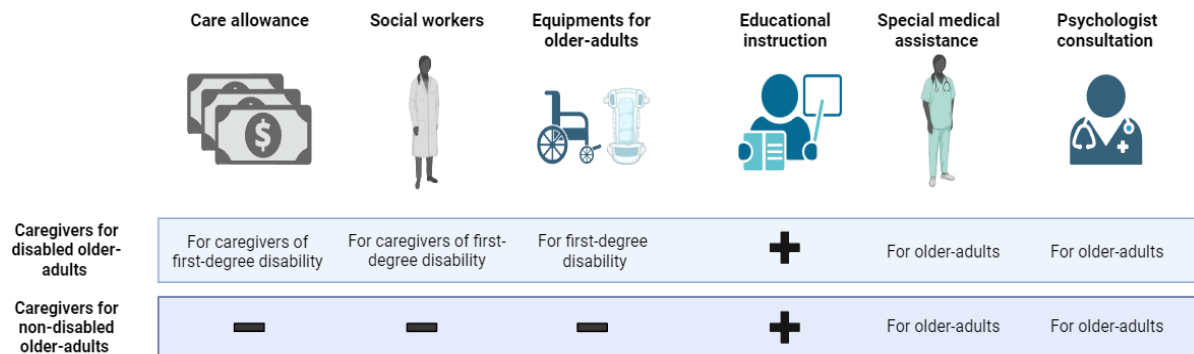 Care allowance
Social workers
Equipments for
older-adults
Educational
instruction
Special medical
assistance
Psychologist
consultation
$
Caregivers for
disabled older-
adults
For caregivers of
first-degree disability
For caregivers of first-
degree disability
For first-degree
disability
+
For older-adults
For older-adults
Caregivers for
non-disabled
older-adults
−
−
−
+
For older-adults
For older-adults